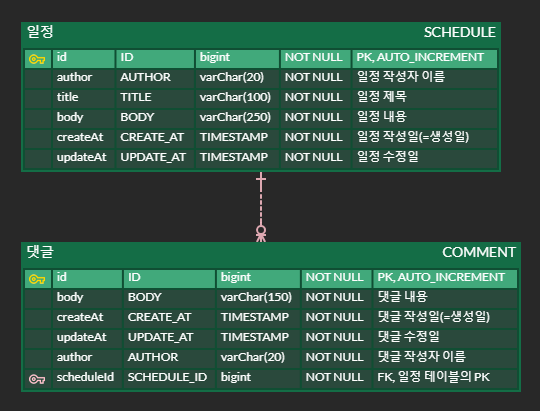 일정 SCHEDULE
id ID bigint NOT NULL PK, AUTO_INCREMENT
author AUTHOR varChar(20) NOT NULL 일정 작성자 이름
title TITLE varChar(100) NOT NULL 일정 제목
body BODY varChar(250) NOT NULL 일정 내용
createAt CREATE_AT TIMESTAMP NOT NULL 일정 작성일(=생성일)
updateAt UPDATE_AT TIMESTAMP NOT NULL 일정 수정일
댓글 COMMENT
id ID bigint NOT NULL PK, AUTO_INCREMENT
body BODY varChar(150) NOT NULL 댓글 내용
createAt CREATE_AT TIMESTAMP NOT NULL 댓글 작성일(=생성일)
updateAt UPDATE_AT TIMESTAMP NOT NULL 댓글 수정일
author AUTHOR varChar(20) NOT NULL 댓글 작성자 이름
scheduleId SCHEDULE_ID bigint NOT NULL FK, 일정 테이블의 PK